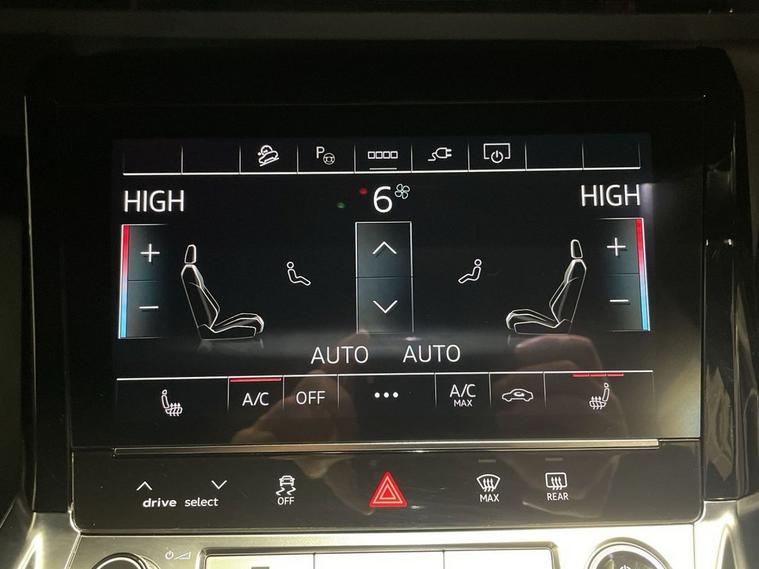 P
HIGH 6 HIGH
+ +
- -
AUTO AUTO
A/C OFF ••• A/C
MAX
drive select OFF MAX REAR